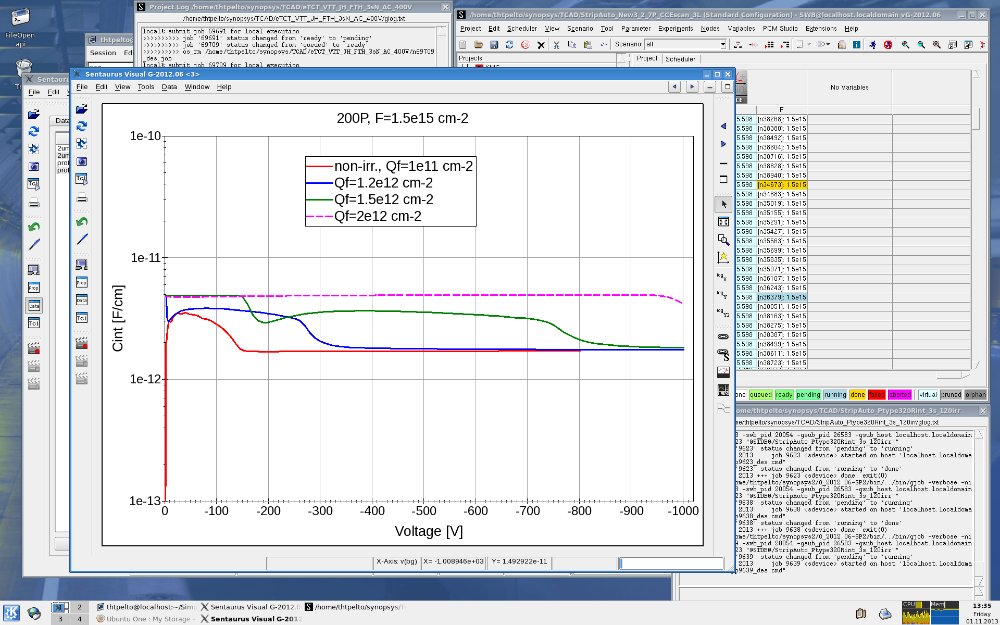 FileOpen.
api
Project Log /home/thtpelto/synopsys/TCAD/eTCT_VTT_JH_FTH_3sN_AC_400V
/home/thtpelto/synopsys/TCAD/eTCT_VTT_JH_FTH_3sN_AC_400V/glog.txt
local% submit job 69691 for local execution
>>>>>>>>>> job '69691' status changed from 'ready' to 'pending'
>>>>>>>>>> job '69709' status changed from 'queued' to 'ready'
>>>>>>>>>> os_rm /home/thtpelto/synopsys/TCAD/eTCT_VTT_JH_FTH_3sN_AC_400V/n69709
_des.job
local% submit job 69709 for local execution
thtpelto@
Session Edi
/home/thtpelto/synopsys/TCAD/StripAuto_New3_2_7P_CCEscan_3L (Standard Configuration) - SWB@localhost.localdomain vG-2012.06
Project Edit Scheduler View Scenario Tool Parameter Experiments Nodes Variables PCM Studio Extensions Help
Scenario: all
Projects
Project Scheduler
No Variables
F
5.598 [n38268]: 1.5e15
5.598 [n38380]: 1.5e15
5.598 [n38492]: 1.5e15
5.598 [n38604]: 1.5e15
5.598 [n38716]: 1.5e15
5.598 [n38828]: 1.5e15
5.598 [n38940]: 1.5e15
5.598 [n34673]: 1.5e15
5.598 [n34883]: 1.5e15
5.598 [n35019]: 1.5e15
5.598 [n35155]: 1.5e15
5.598 [n35291]: 1.5e15
5.598 [n35427]: 1.5e15
5.598 [n35563]: 1.5e15
5.598 [n35699]: 1.5e15
5.598 [n35835]: 1.5e15
5.598 [n35971]: 1.5e15
5.598 [n36107]: 1.5e15
5.598 [n36243]: 1.5e15
5.598 [n36379]: 1.5e15
5.598 [n38051]: 1.5e15
5.598 [n38163]: 1.5e15
5.598 [n38275]: 1.5e15
5.598 [n38387]: 1.5e15
5.598 [n38499]: 1.5e15
5.598 [n38611]: 1.5e15
5.598 [n38723]: 1.5e15
one queued ready pending running done failed aborted virtual pruned orphan
Sentauru
File Edit
Data
2um
2um
prot
prot
Tcl
Prop
Data
Tcl
Sentaurus Visual G-2012.06 <3>
File Edit View Tools Data Window Help
Tcl
Prop
Data
Tcl
log X
log Y
log Y2
200P, F=1.5e15 cm-2
non-irr., Qf=1e11 cm-2
Qf=1.2e12 cm-2
Qf=1.5e12 cm-2
Qf=2e12 cm-2
1e-10
1e-11
1e-12
1e-13
Cint [F/cm]
0 -100 -200 -300 -400 -500 -600 -700 -800 -900 -1000
Voltage [V]
X-Axis: v(bg) X= -1.008946e+03 Y= 1.492922e-11
ome/thtpelto/synopsys/TCAD/StripAuto_Ptype320Rint_3s_120irr
me/thtpelto/synopsys/TCAD/StripAuto_Ptype320Rint_3s_120irr/glog.txt
3 -swb_pid 20054 -gsub_pid 26583 -gsub_host localhost.localdomain
23 "@STDB@/StripAuto_Ptype320Rint_3s_120irr""
'9623' status changed from 'pending' to 'running'
2013 job 9623 <sdevice> started on host 'localhost.localdoma
p9623_des.cmd"
'9623' status changed from 'running' to 'done'
2013 +++ job 9623 <sdevice> done: exit(0)
ome/thtpelto/synopsys2/G_2012.06-SP2/bin/../bin/gjob -verbose -ni
3 -swb_pid 20054 -gsub_pid 26583 -gsub_host localhost.localdomain
23 "@STDB@/StripAuto_Ptype320Rint_3s_120irr""
'9638' status changed from 'pending' to 'running'
2013 job 9638 <sdevice> started on host 'localhost.localdoma
p9638_des.cmd"
'9638' status changed from 'running' to 'done'
2013 +++ job 9638 <sdevice> done: exit(0)
ome/thtpelto/synopsys2/G_2012.06-SP2/bin/../bin/gjob -verbose -ni
9 -swb_pid 20054 -gsub_pid 26583 -gsub_host localhost.localdomain
23 "@STDB@/StripAuto_Ptype320Rint_3s_120irr""
'9639' status changed from 'pending' to 'running'
2013 job 9639 <sdevice> started on host 'localhost.localdoma
p9639_des.cmd"
1 2
3 4
thtpelto@localhost:~/Simu
Sentaurus Visual G-2012.0
/home/thtpelto/synopsys/T
Ubuntu One : My Storage -
Sentaurus Visual G-2012
CPU Mem
13:35
Friday
01.11.2013